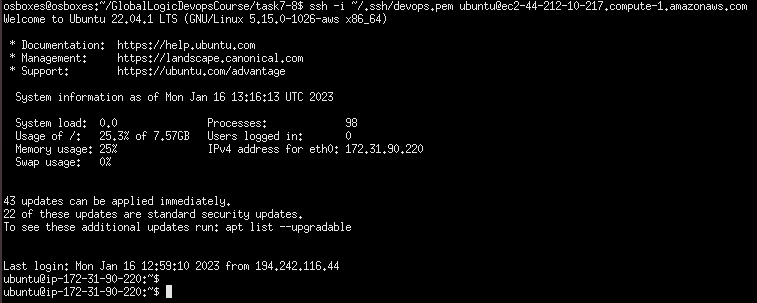 osboxes@osboxes:~/GlobalLogicDevopsCourse/task7-8$ ssh -i ~/.ssh/devops.pem ubuntu@ec2-44-212-10-217.compute-1.amazonaws.com
Welcome to Ubuntu 22.04.1 LTS (GNU/Linux 5.15.0-1026-aws x86_64)
* Documentation:  https://help.ubuntu.com
* Management:     https://landscape.canonical.com
* Support:        https://ubuntu.com/advantage
System information as of Mon Jan 16 13:16:13 UTC 2023
System load:  0.0               Processes:             98
Usage of /:   25.3% of 7.57GB   Users logged in:       0
Memory usage: 25%               IPv4 address for eth0: 172.31.90.220
Swap usage:   0%
43 updates can be applied immediately.
22 of these updates are standard security updates.
To see these additional updates run: apt list --upgradable
Last login: Mon Jan 16 12:59:10 2023 from 194.242.116.44
ubuntu@ip-172-31-90-220:~$
ubuntu@ip-172-31-90-220:~$